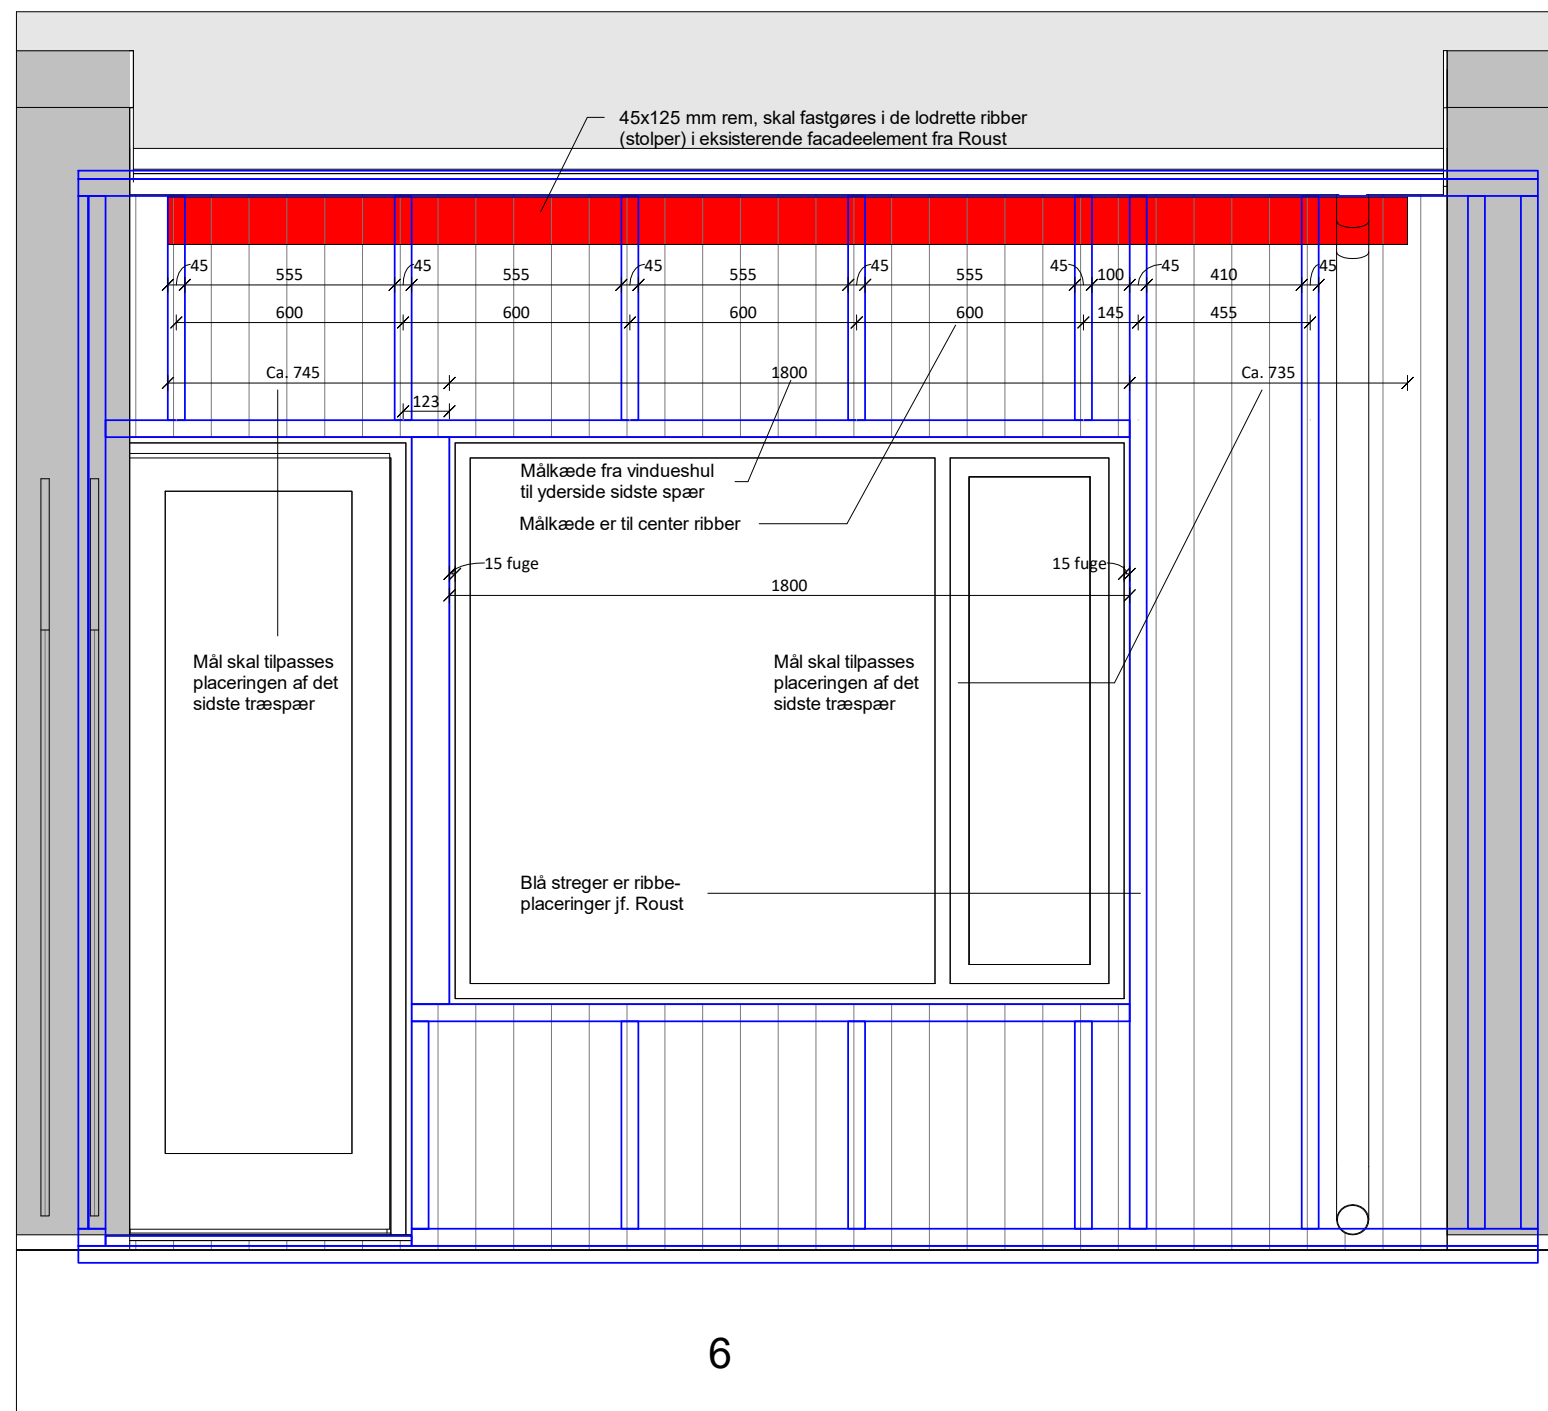 45x125 mm rem, skal fastgøres i de lodrette ribber
(stolper) i eksisterende facadeelement fra Roust
45 555 45 555 45 555 45 555 45 100 45 410 45
600 600 600 600 145 455
Ca. 745 1800 Ca. 735
123
Målkæde fra vindueshul
til yderside sidste spær
Målkæde er til center ribber
15 fuge 15 fuge
1800
Mål skal tilpasses
placeringen af det
sidste træspær
Mål skal tilpasses
placeringen af det
sidste træspær
Blå streger er ribbe-
placeringer jf. Roust
6